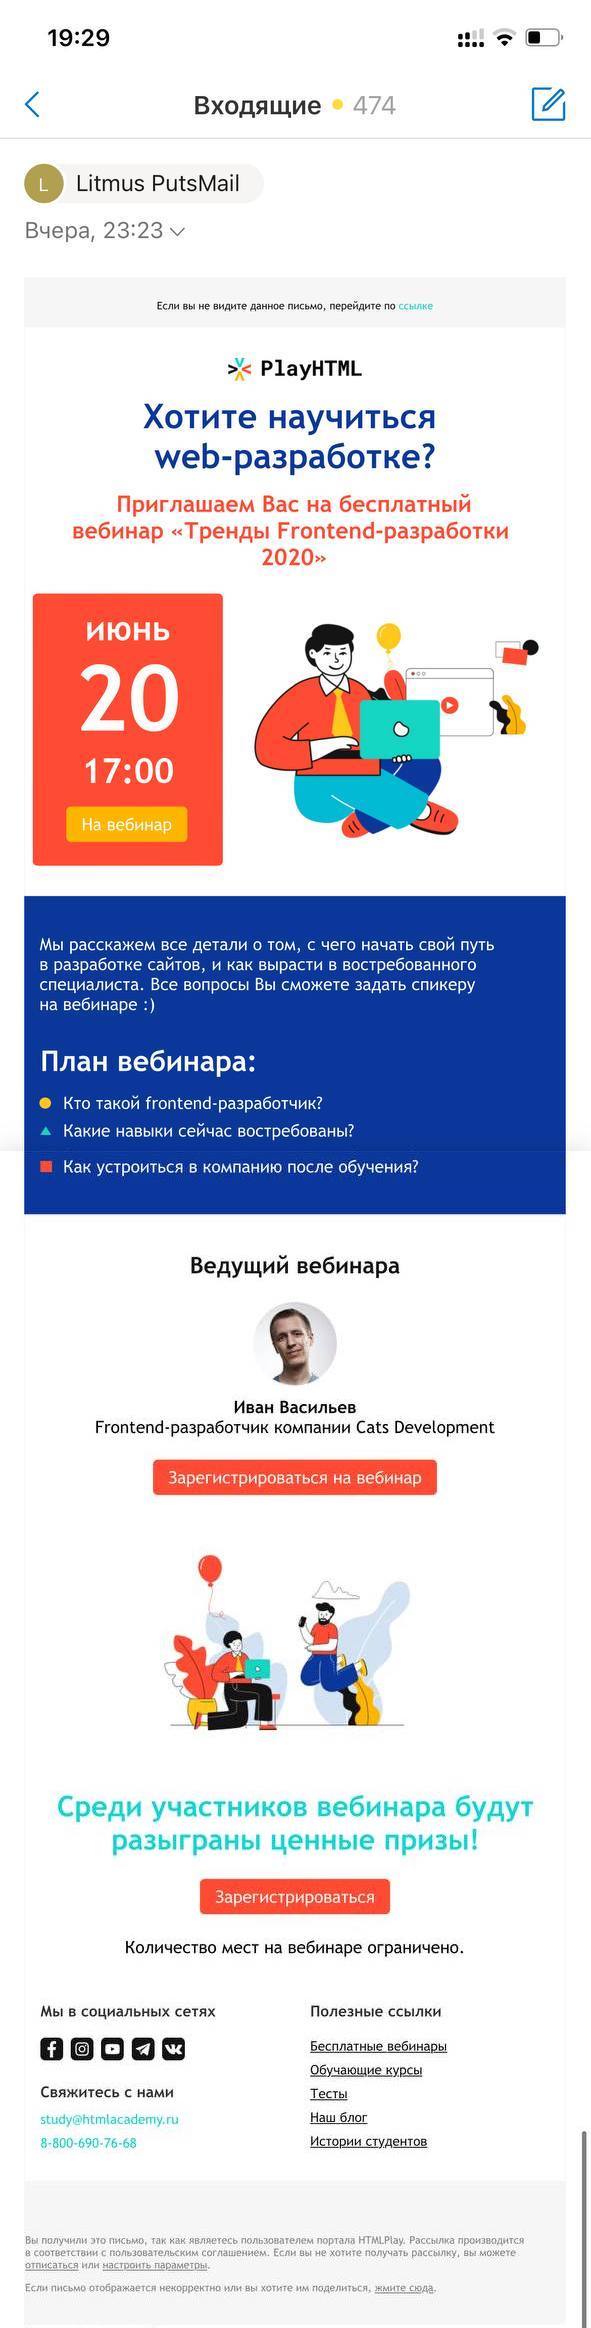 19:29
Входящие 474
L Litmus PutsMail
Вчера, 23:23
Если вы не видите данное письмо, перейдите по ссылке
PlayHTML
Хотите научиться
web-разработке?
Приглашаем Вас на бесплатный
вебинар «Тренды Frontend-разработки
2020»
ИЮНЬ
20
17:00
На вебинар
Мы расскажем все детали о том, с чего начать свой путь
в разработке сайтов, и как вырасти в востребованного
специалиста. Все вопросы Вы сможете задать спикеру
на вебинаре :)
План вебинара:
Кто такой frontend-разработчик?
Какие навыки сейчас востребованы?
Как устроиться в компанию после обучения?
Ведущий вебинара
Иван Васильев
Frontend-разработчик компании Cats Development
Зарегистрироваться на вебинар
Среди участников вебинара будут
разыграны ценные призы!
Зарегистрироваться
Количество мест на вебинаре ограничено.
Мы в социальных сетях
Свяжитесь с нами
study@htmlacademy.ru
8-800-690-76-68
Полезные ссылки
Бесплатные вебинары
Обучающие курсы
Тесты
Наш блог
Истории студентов
Вы получили это письмо, так как являетесь пользователем портала HTMLPlay. Рассылка производится
в соответствии с пользовательским соглашением. Если вы не хотите получать рассылку, вы можете
отписаться или настроить параметры.
Если письмо отображается некорректно или вы хотите им поделиться, жмите сюда.